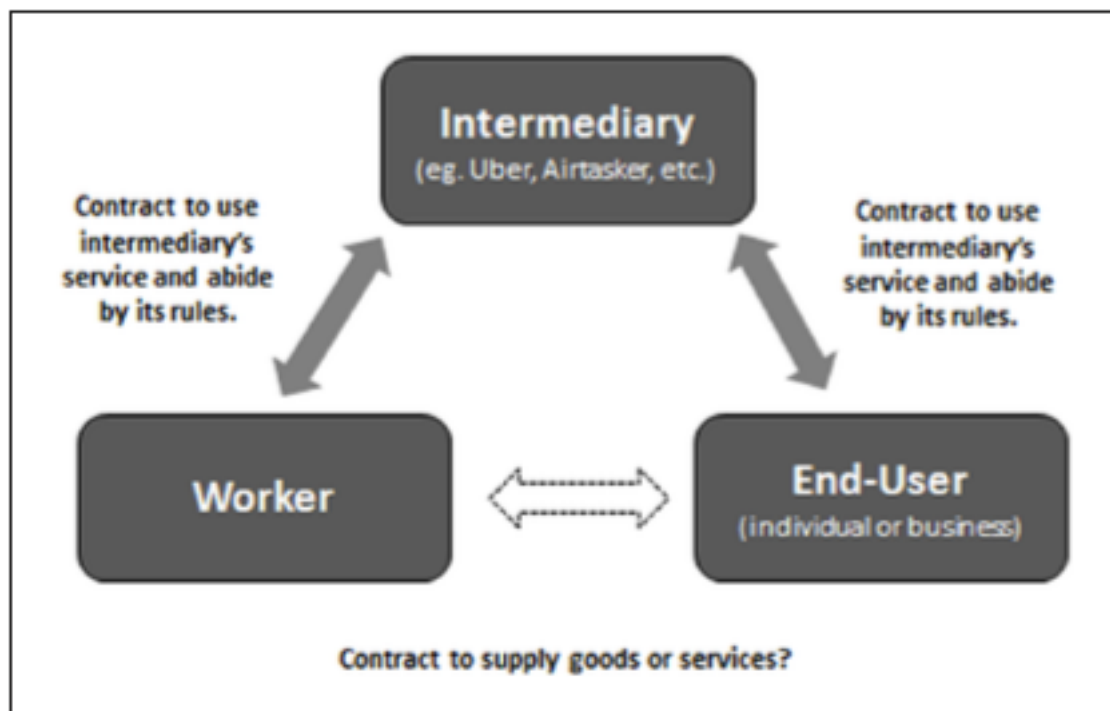 Intermediary
(eg. Uber, Airtasker, etc.)
Contract to use
intermediary's
service and abide
by its rules.
Contract to use
intermediary's
service and abide
by its rules.
Worker
End-User
(individual or business)
Contract to supply goods or services?